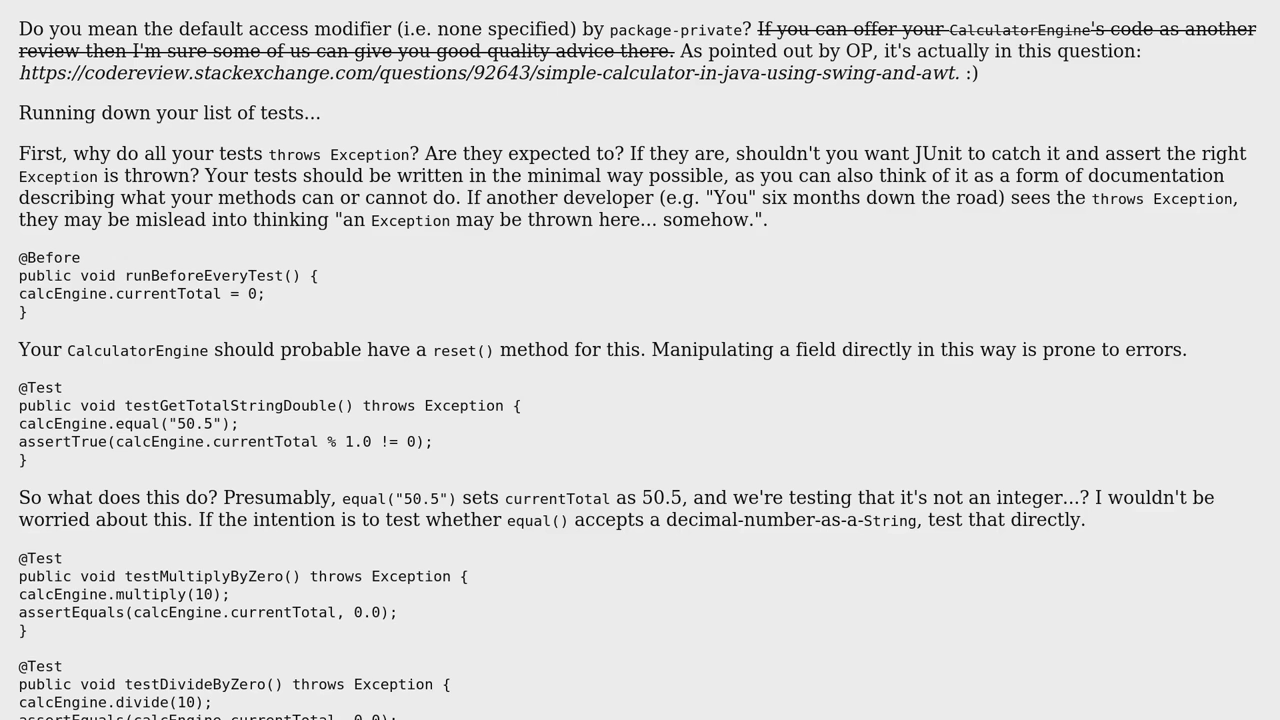 Do you mean the default access modifier (i.e. none specified) by package-private? If you can offer your CalculatorEngine's code as another
review then I'm sure some of us can give you good quality advice there. As pointed out by OP, it's actually in this question:
https://codereview.stackexchange.com/questions/92643/simple-calculator-in-java-using-swing-and-awt. :)
Running down your list of tests...
First, why do all your tests throws Exception? Are they expected to? If they are, shouldn't you want JUnit to catch it and assert the right
Exception is thrown? Your tests should be written in the minimal way possible, as you can also think of it as a form of documentation
describing what your methods can or cannot do. If another developer (e.g. "You" six months down the road) sees the throws Exception,
they may be mislead into thinking "an Exception may be thrown here... somehow.".
@Before
public void runBeforeEveryTest() {
calcEngine.currentTotal = 0;
}
Your CalculatorEngine should probable have a reset() method for this. Manipulating a field directly in this way is prone to errors.
@Test
public void testGetTotalStringDouble() throws Exception {
calcEngine.equal("50.5");
assertTrue(calcEngine.currentTotal % 1.0 != 0);
}
So what does this do? Presumably, equal("50.5") sets currentTotal as 50.5, and we're testing that it's not an integer...? I wouldn't be
worried about this. If the intention is to test whether equal() accepts a decimal-number-as-a-String, test that directly.
@Test
public void testMultiplyByZero() throws Exception {
calcEngine.multiply(10);
assertEquals(calcEngine.currentTotal, 0.0);
}
@Test
public void testDivideByZero() throws Exception {
calcEngine.divide(10);
assertEquals(calcEngine.currentTotal, 0.0);